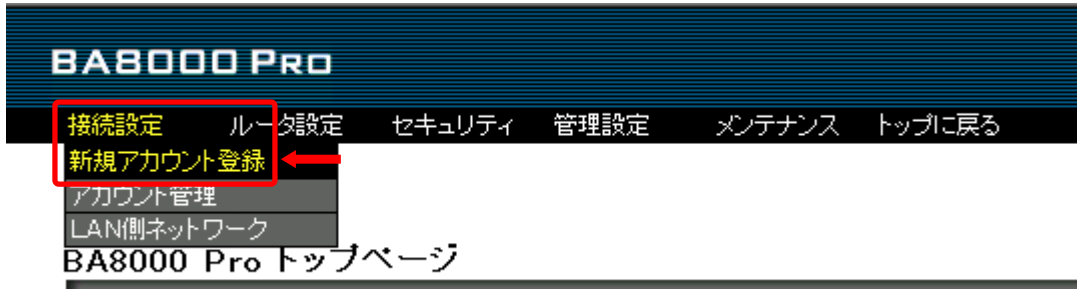 BA8000 PRO
接続設定 ルータ設定 セキュリティ 管理設定 メンテナンス トップに戻る
新規アカウント登録
アカウント管理
LAN側ネットワーク
BA8000 Pro トップページ